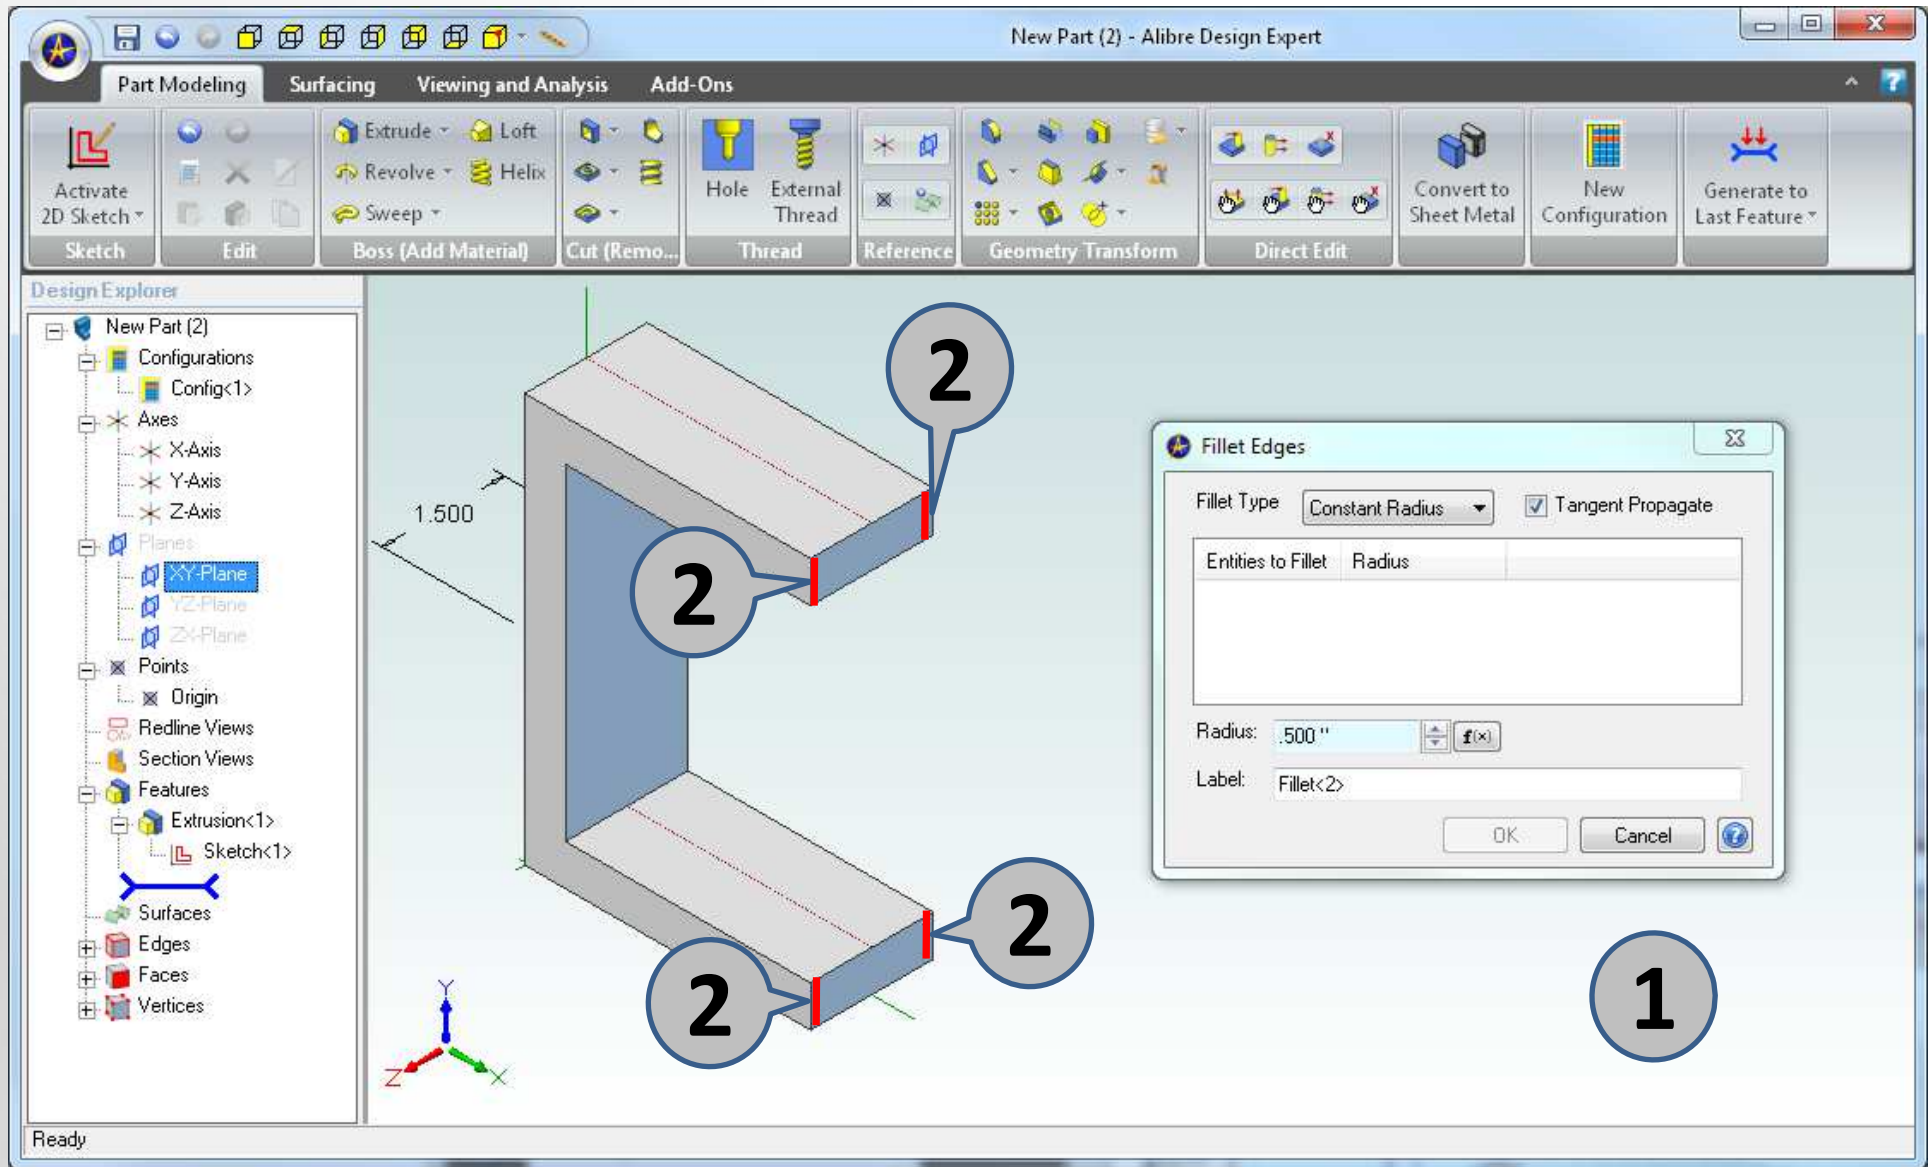 New Part (2) - Alibre Design Expert
Part Modeling Surfacing Viewing and Analysis Add-Ons
Activate
2D Sketch
Sketch
Edit
Extrude Loft
Revolve Helix
Sweep
Boss (Add Material)
Cut (Remo...
Hole
External
Thread
Thread
Reference
Geometry Transform
Direct Edit
Convert to
Sheet Metal
New
Configuration
Generate to
Last Feature
Design Explorer
New Part (2)
Configurations
Config<1>
Axes
X-Axis
Y-Axis
Z-Axis
Planes
XY-Plane
YZ-Plane
ZX-Plane
Points
Origin
Redline Views
Section Views
Features
Extrusion<1>
Sketch<1>
Surfaces
Edges
Faces
Vertices
2
1.500
2
2
2
Y
Z
X
Fillet Edges
Fillet Type Constant Radius Tangent Propagate
Entities to Fillet Radius
Radius: .500 " f(x)
Label: Fillet<2>
OK Cancel ?
1
Ready